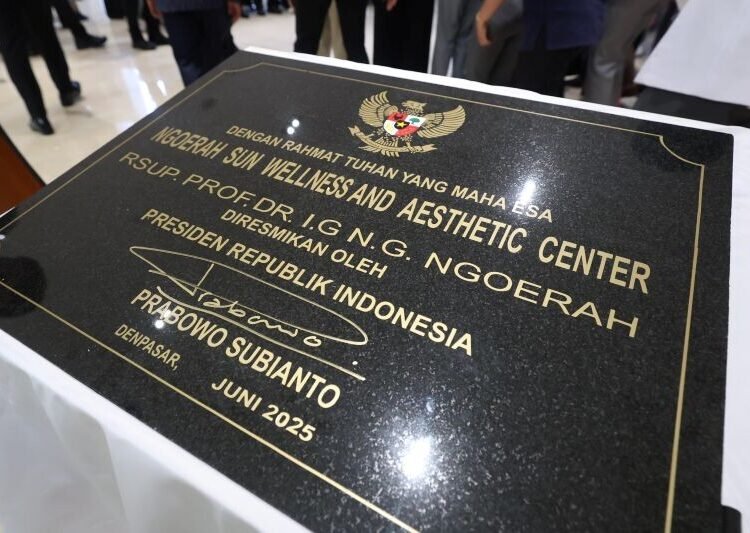 DENGAN RAHMAT TUHAN YANG MAHA ESA
NGOERAH SUN WELLNESS AND AESTHETIC CENTER
RSUP. PROF.DR. I.G N.G. NGOERAH
DIRESMIKAN OLEH
PRESIDEN REPUBLIK INDONESIA
Prabowo
PRABOWO SUBIANTO
DENPASAR, JUNI 2025